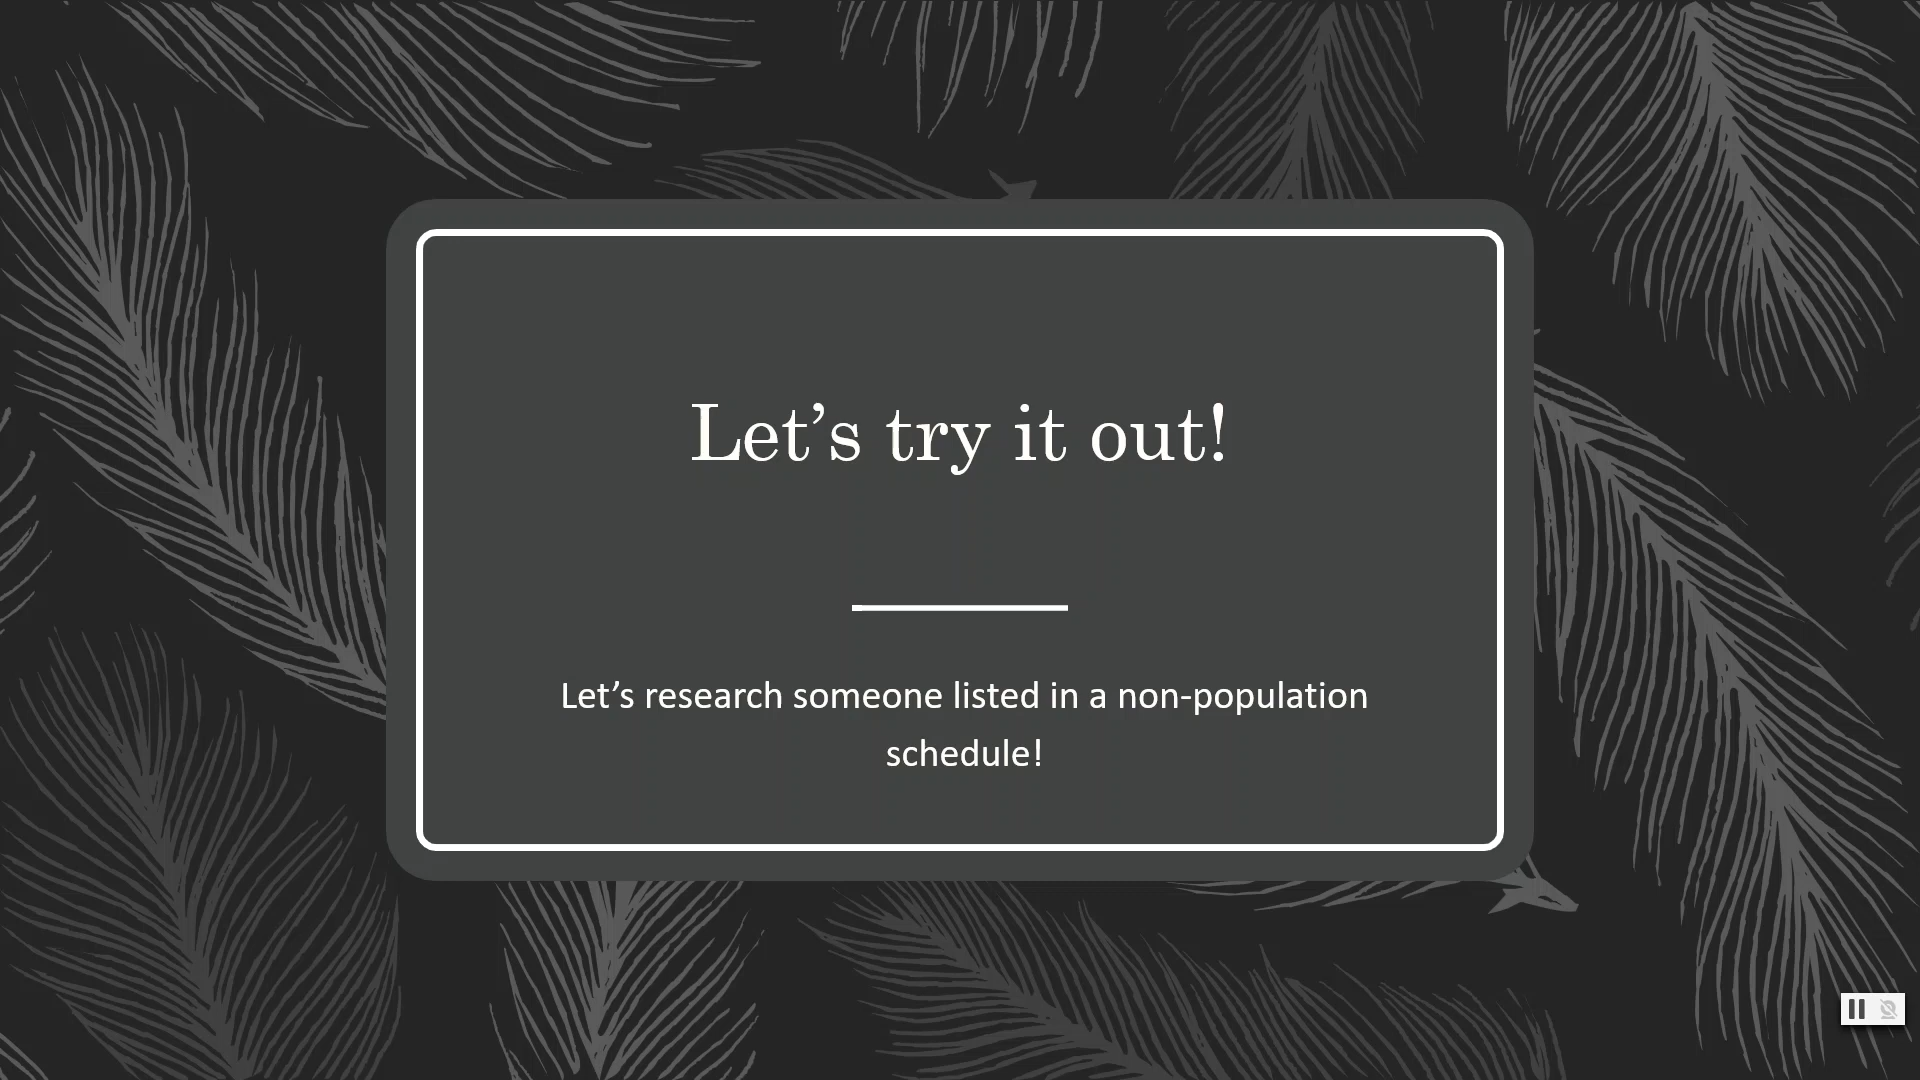 Let’s try it out!
Let’s research someone listed in a non-population
schedule!